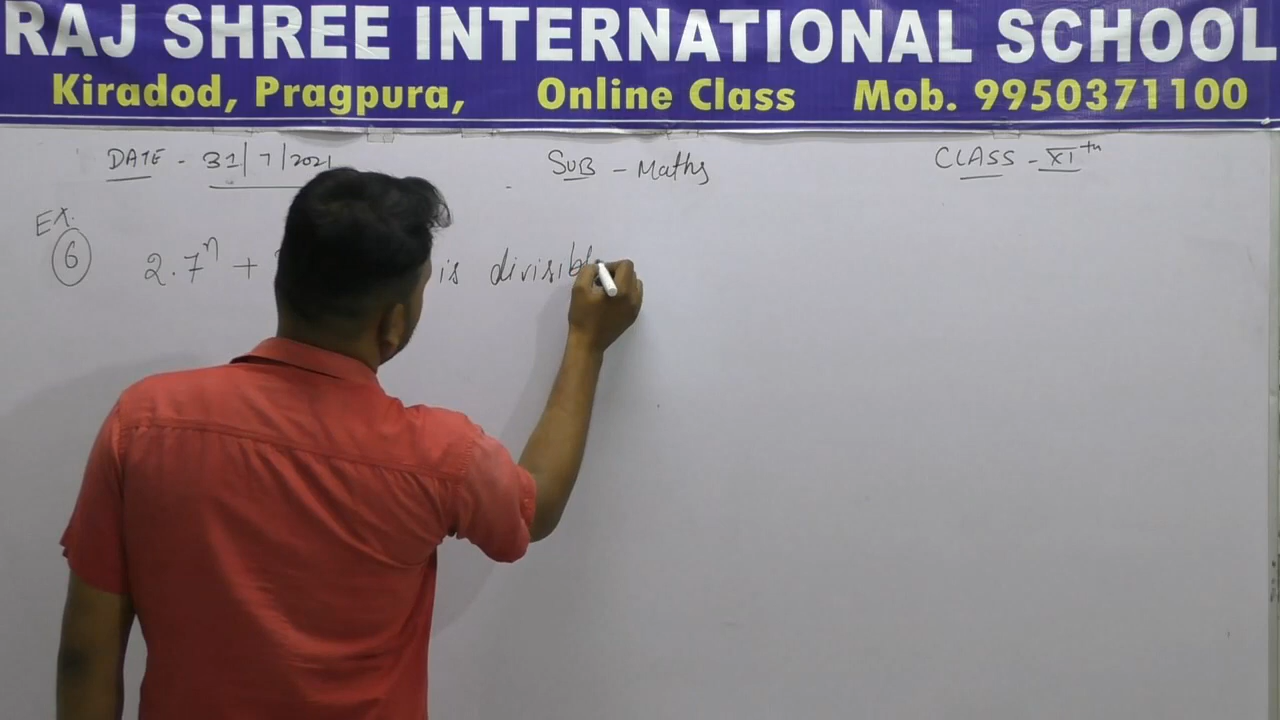 RAJ SHREE INTERNATIONAL SCHOOL
Kiradod, Pragpura, Online Class Mob. 9950371100
DATE - 31/7/2021 SUB - Maths CLASS - XIth
EX.
6 2.7ⁿ + is divisibl